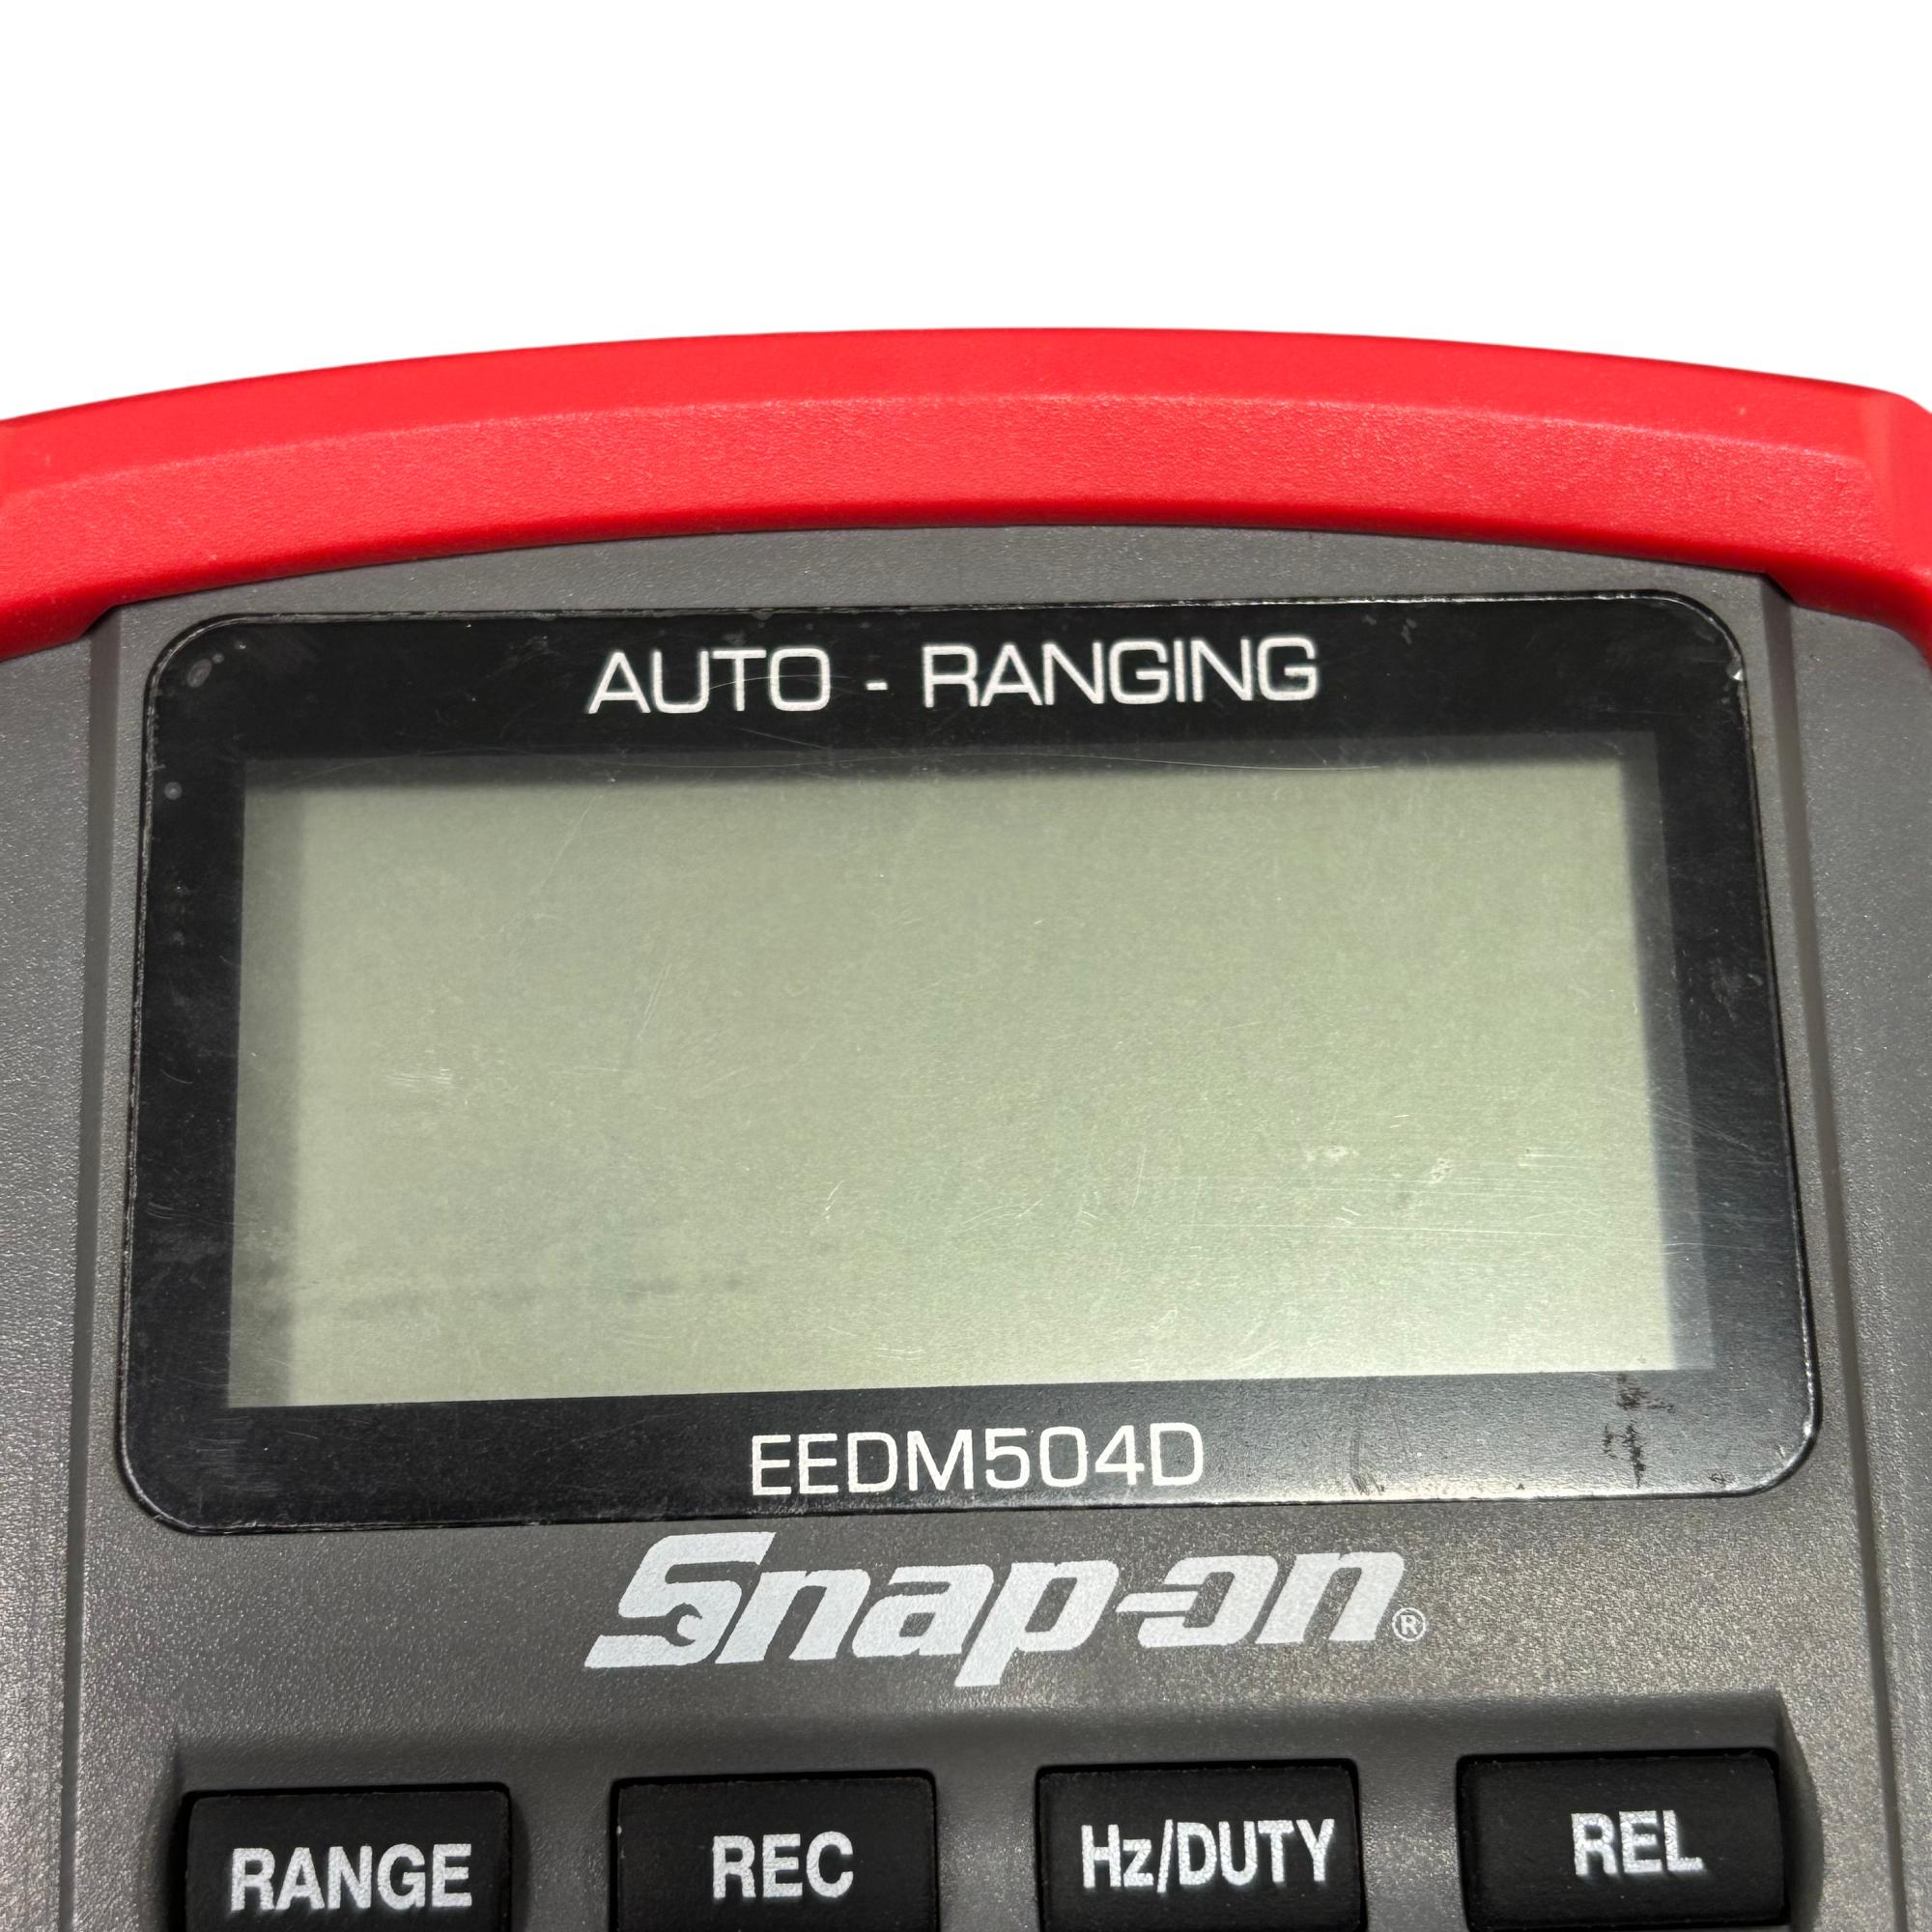 AUTO - RANGING
EEDM504D
Snap-on®
RANGE REC Hz/DUTY REL